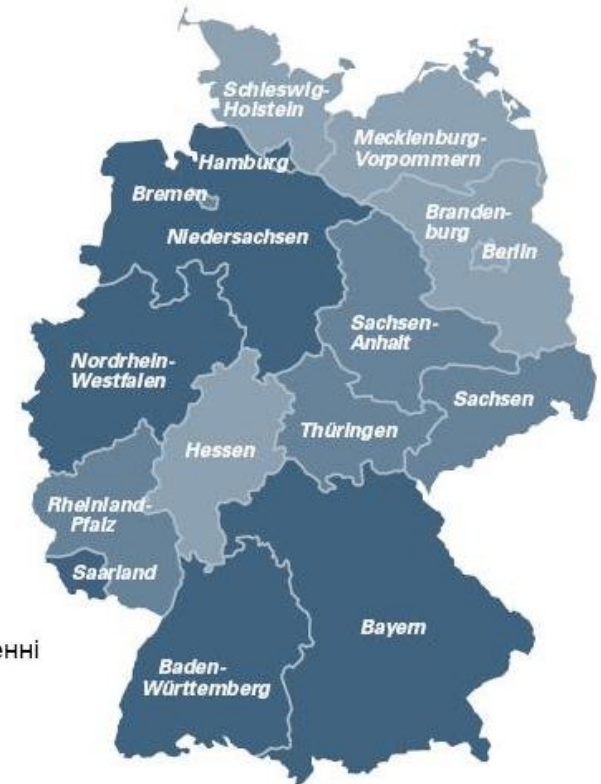 Schleswig-
Holstein
Mecklenburg-
Vorpommern
Hamburg
Bremen
Niedersachsen
Branden-
burg
Berlin
Sachsen-
Anhalt
Nordrhein-
Westfalen
Sachsen
Thüringen
Hessen
Rheinland-
Pfalz
Saarland
енні
Bayern
Baden-
Württemberg